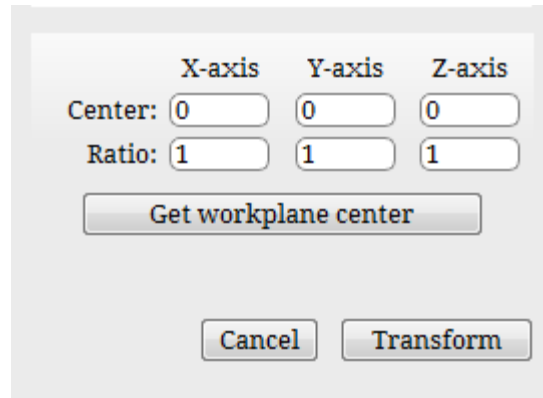 X-axis Y-axis Z-axis
Center: 0 0 0
Ratio: 1 1 1
Get workplane center
Cancel Transform